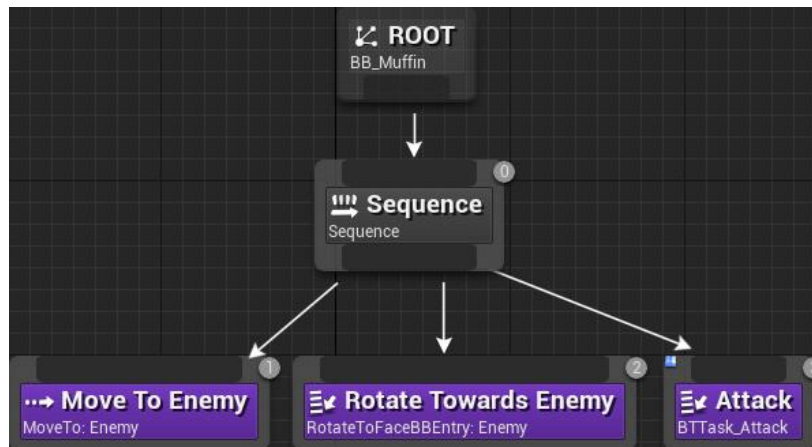 ROOT
BB_Muffin
0
Sequence
Sequence
1
Move To Enemy
MoveTo: Enemy
2
Rotate Towards Enemy
RotateToFaceBBEntry: Enemy
Attack
BTTask_Attack